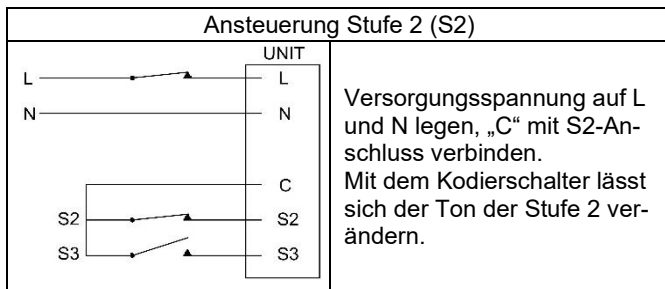 Ansteuerung Stufe 2 (S2)
UNIT
L L
N N
C
S2 S2
S3 S3
Versorgungsspannung auf L
und N legen, „C“ mit S2-An-
schluss verbinden.
Mit dem Kodierschalter lässt
sich der Ton der Stufe 2 ver-
ändern.